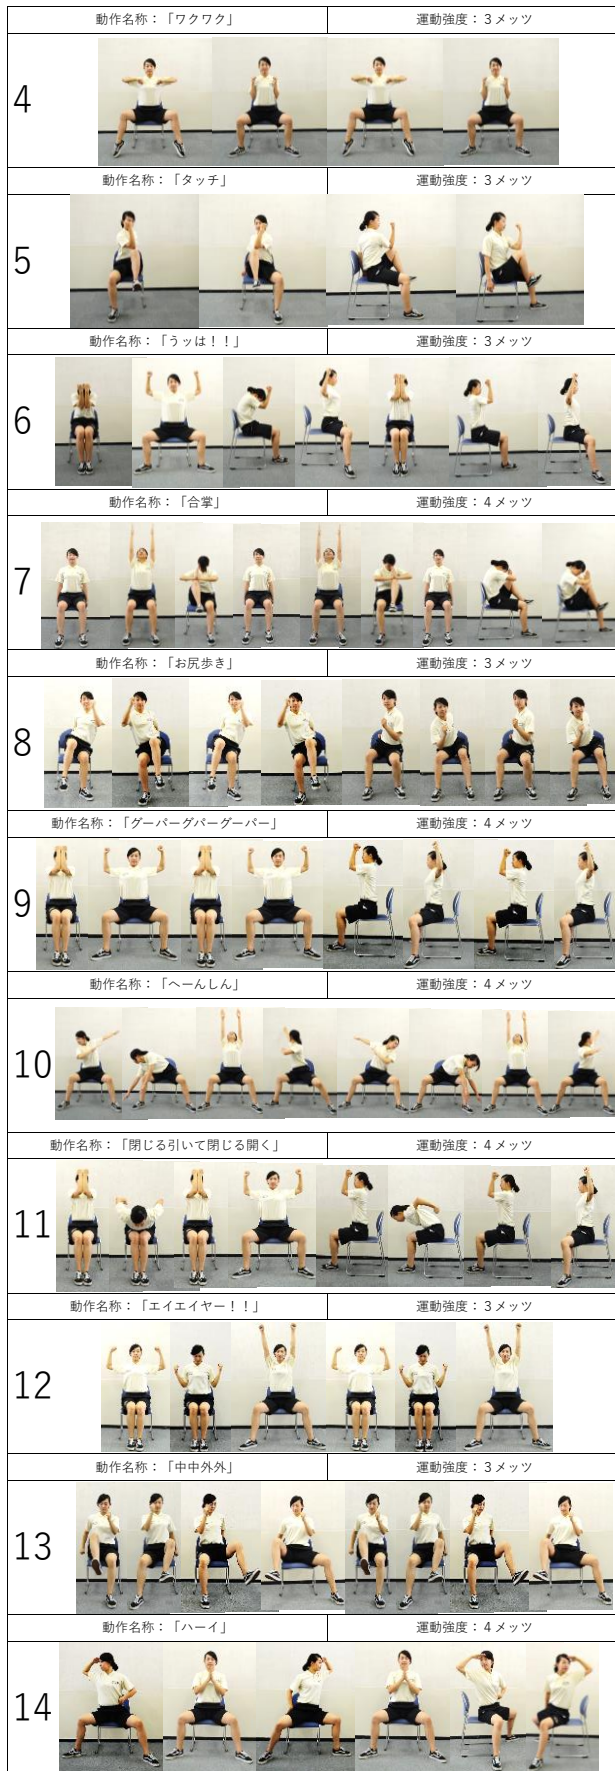 動作名称：「ワクワク」 運動強度：３メッツ
4
動作名称：「タッチ」 運動強度：３メッツ
5
動作名称：「うッは！！」 運動強度：３メッツ
6
動作名称：「合掌」 運動強度：４メッツ
7
動作名称：「お尻歩き」 運動強度：３メッツ
8
動作名称：「グーパーグパーグーパー」 運動強度：４メッツ
9
動作名称：「へーんしん」 運動強度：４メッツ
10
動作名称：「閉じる引いて閉じる開く」 運動強度：４メッツ
11
動作名称：「エイエイヤー！！」 運動強度：３メッツ
12
動作名称：「中中外外」 運動強度：３メッツ
13
動作名称：「ハーイ」 運動強度：４メッツ
14